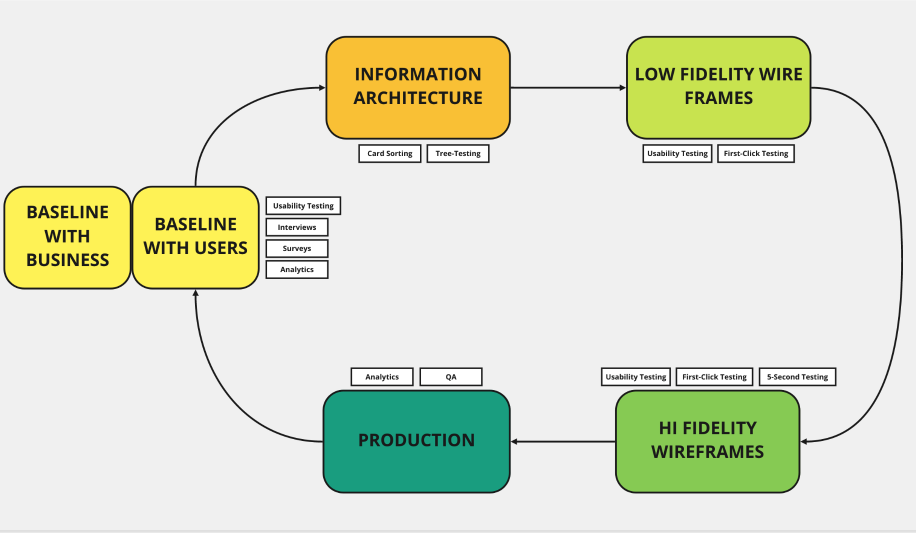 INFORMATION
ARCHITECTURE
LOW FIDELITY WIRE
FRAMES
Card Sorting
Tree-Testing
Usability Testing
First-Click Testing
BASELINE
WITH
BUSINESS
BASELINE
WITH USERS
Usability Testing
Interviews
Surveys
Analytics
Analytics
QA
Usability Testing
First-Click Testing
5-Second Testing
PRODUCTION
HI FIDELITY
WIREFRAMES